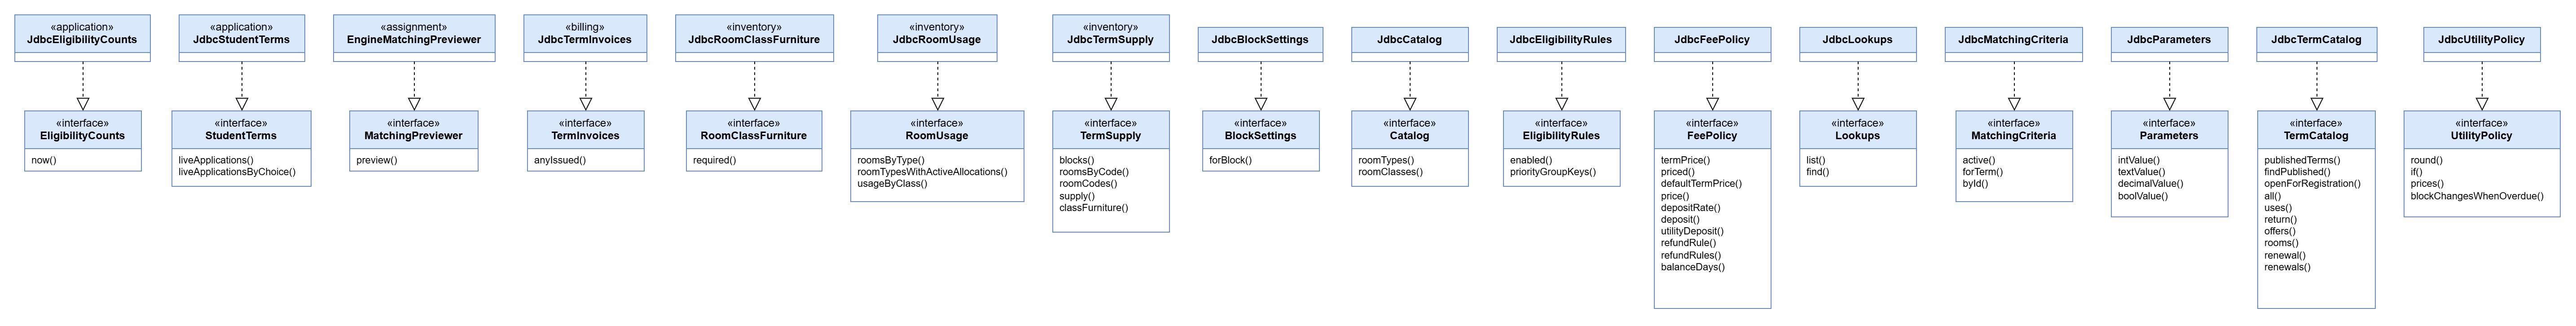 «application»
JdbcEligibilityCounts
«application»
JdbcStudentTerms
«assignment»
EngineMatchingPreviewer
«billing»
JdbcTermInvoices
«inventory»
JdbcRoomClassFurniture
«inventory»
JdbcRoomUsage
«inventory»
JdbcTermSupply
JdbcBlockSettings
JdbcCatalog
JdbcEligibilityRules
JdbcFeePolicy
JdbcLookups
JdbcMatchingCriteria
JdbcParameters
JdbcTermCatalog
JdbcUtilityPolicy
«interface»
EligibilityCounts
now()
«interface»
StudentTerms
liveApplications()
liveApplicationsByChoice()
«interface»
MatchingPreviewer
preview()
«interface»
TermInvoices
anyIssued()
«interface»
RoomClassFurniture
required()
«interface»
RoomUsage
roomsByType()
roomTypesWithActiveAllocations()
usageByClass()
«interface»
TermSupply
blocks()
roomsByCode()
roomCodes()
supply()
classFurniture()
«interface»
BlockSettings
forBlock()
«interface»
Catalog
roomTypes()
roomClasses()
«interface»
EligibilityRules
enabled()
priorityGroupKeys()
«interface»
FeePolicy
termPrice()
priced()
defaultTermPrice()
price()
depositRate()
deposit()
utilityDeposit()
refundRule()
refundRules()
balanceDays()
«interface»
Lookups
list()
find()
«interface»
MatchingCriteria
active()
forTerm()
byId()
«interface»
Parameters
intValue()
textValue()
decimalValue()
boolValue()
«interface»
TermCatalog
publishedTerms()
findPublished()
openForRegistration()
all()
uses()
return()
offers()
rooms()
renewal()
renewals()
«interface»
UtilityPolicy
round()
if()
prices()
blockChangesWhenOverdue()